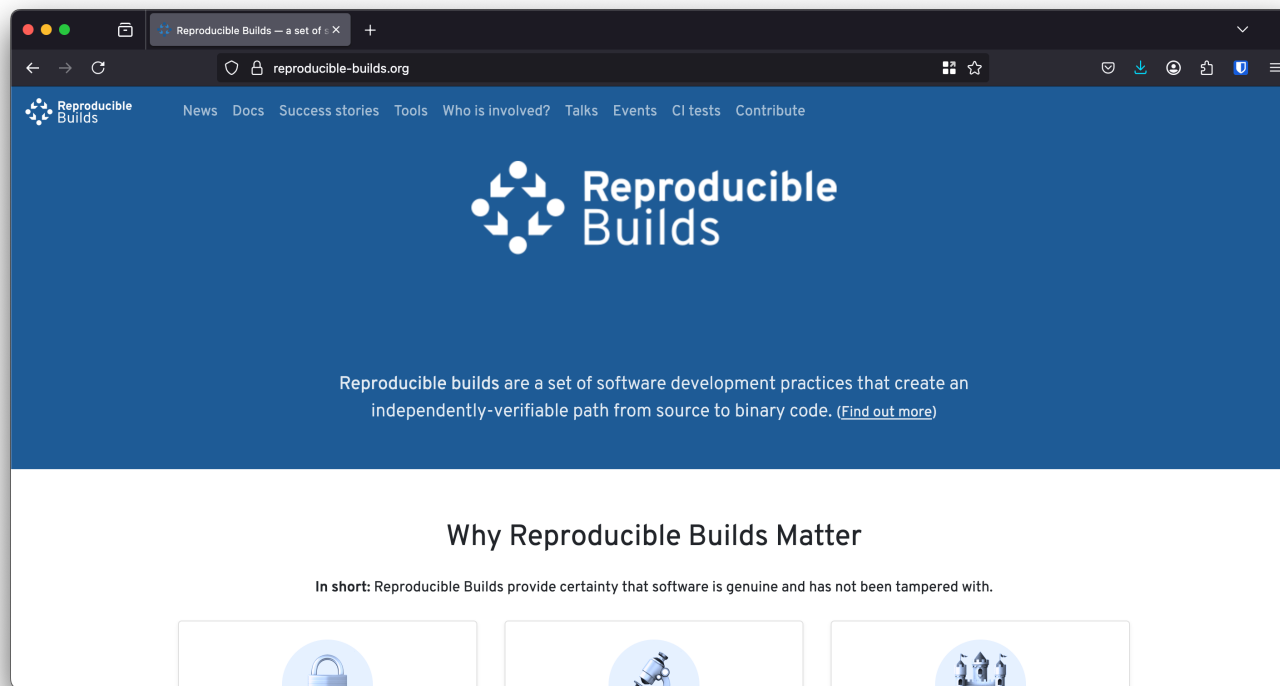 Reproducible Builds — a set of s
reproducible-builds.org
Reproducible
Builds
News Docs Success stories Tools Who is involved? Talks Events CI tests Contribute
Reproducible
Builds
Reproducible builds are a set of software development practices that create an
independently-verifiable path from source to binary code. (Find out more)
Why Reproducible Builds Matter
In short: Reproducible Builds provide certainty that software is genuine and has not been tampered with.